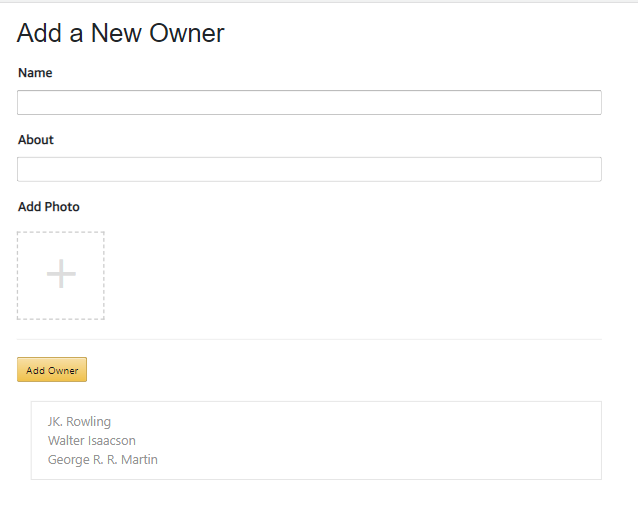 Add a New Owner
Name
About
Add Photo
Add Owner
JK. Rowling
Walter Isaacson
George R. R. Martin